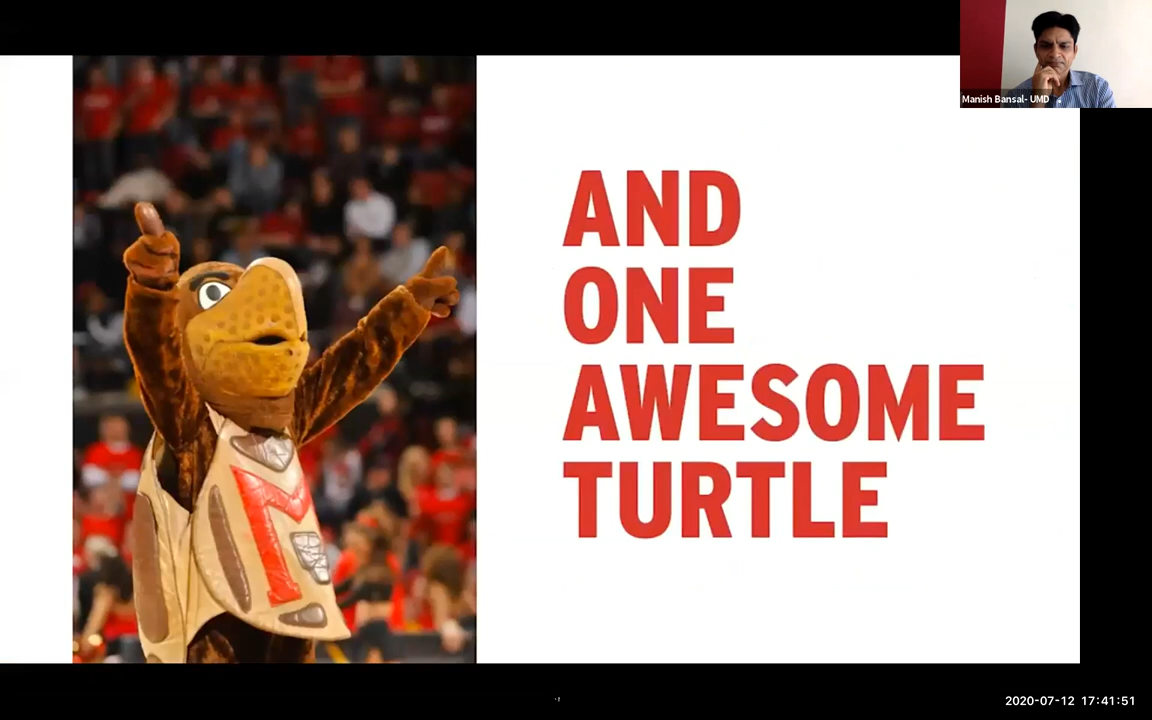 Manish Bansal- UMD
AND
ONE
AWESOME
TURTLE
M
2020-07-12 17:41:51